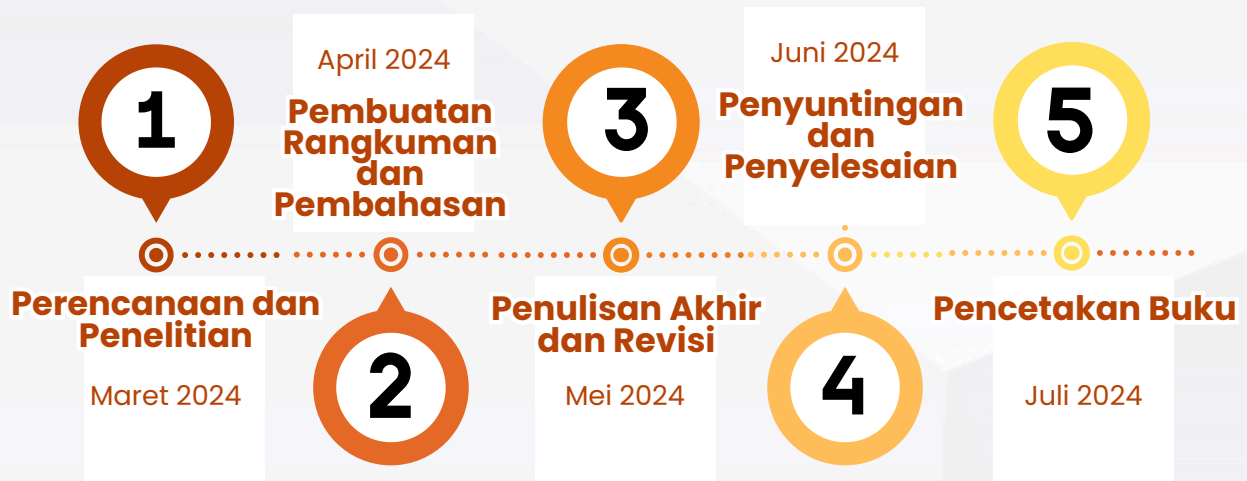 1
Perencanaan dan
Penelitian
Maret 2024
April 2024
Pembuatan
Rangkuman
dan
Pembahasan
2
3
Penulisan Akhir
dan Revisi
Mei 2024
Juni 2024
Penyuntingan
dan
Penyelesaian
4
5
Pencetakan Buku
Juli 2024